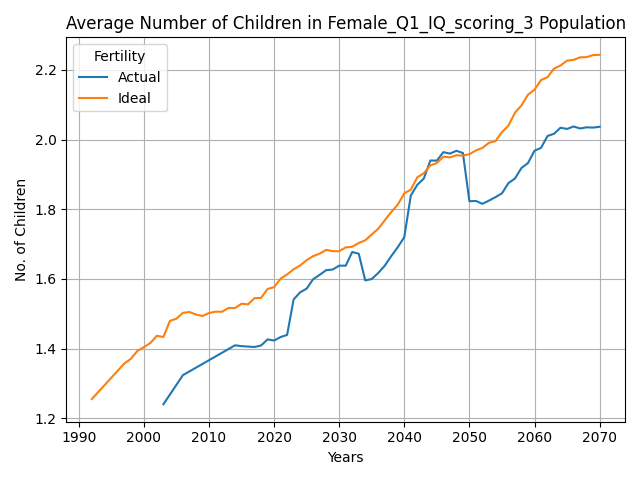 Average Number of Children in Female_Q1_IQ_scoring_3 Population
Fertility
Actual
Ideal
No. of Children
2.2
2.0
1.8
1.6
1.4
1.2
1990 2000 2010 2020 2030 2040 2050 2060 2070
Years